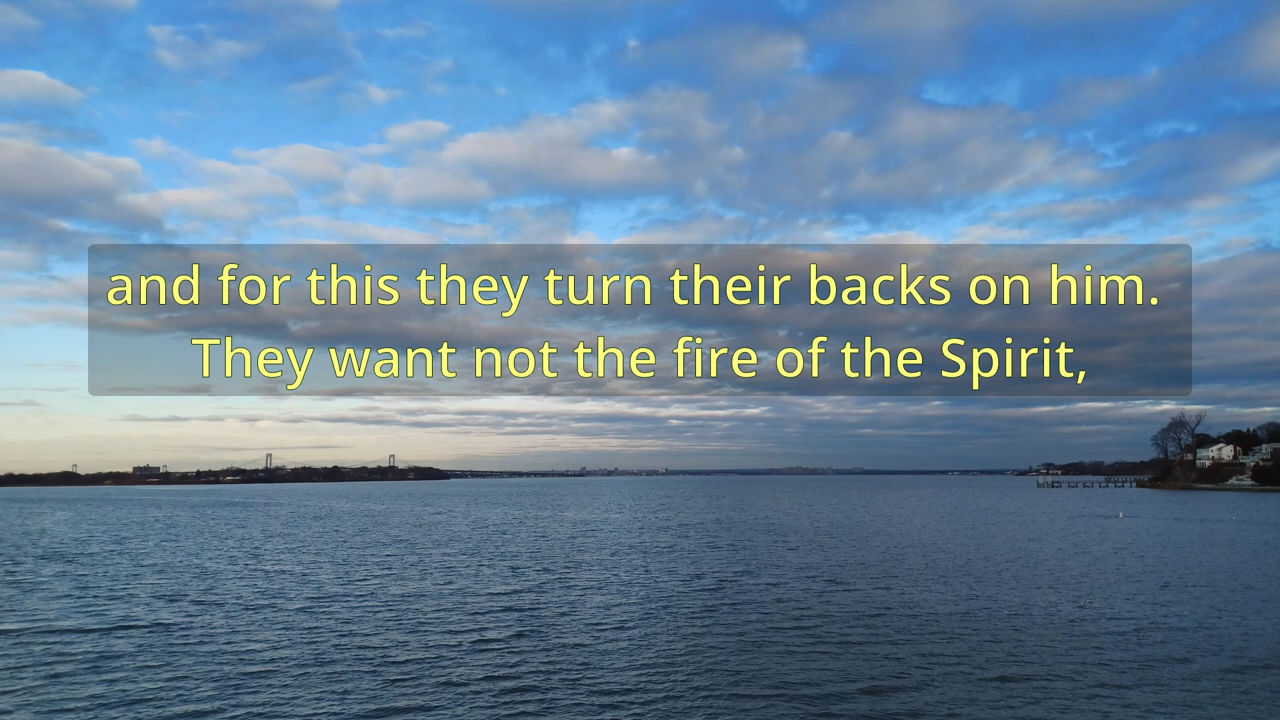 and for this they turn their backs on him.
They want not the fire of the Spirit,